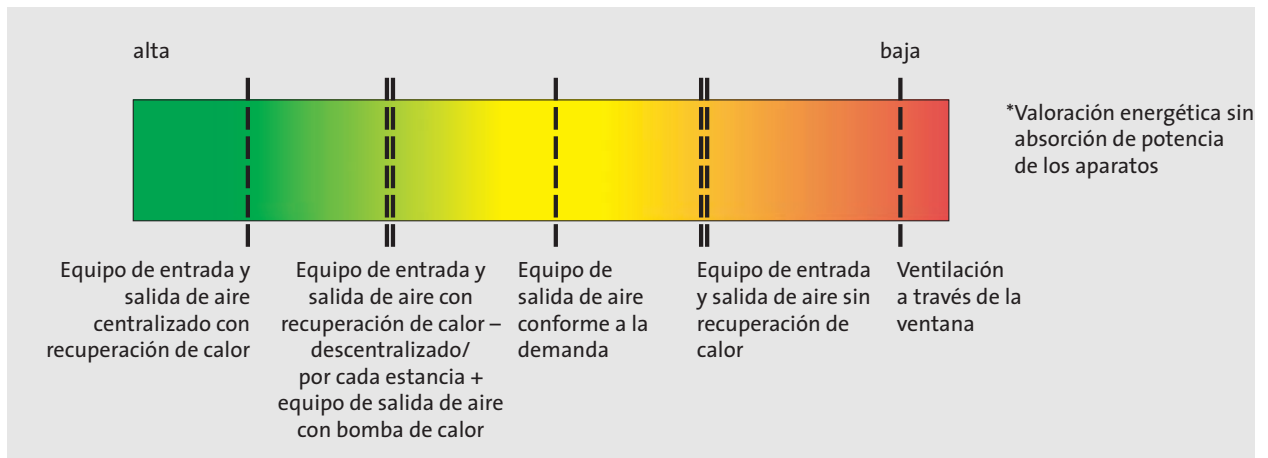 alta
baja
*Valoración energética sin
absorción de potencia
de los aparatos
Equipo de entrada y
salida de aire
centralizado con
recuperación de calor
Equipo de entrada y
salida de aire con
recuperación de calor –
descentralizado/
por cada estancia +
equipo de salida de aire
con bomba de calor
Equipo de
salida de aire
conforme a la
demanda
Equipo de entrada
y salida de aire sin
recuperación de
calor
Ventilación
a través de la
ventana